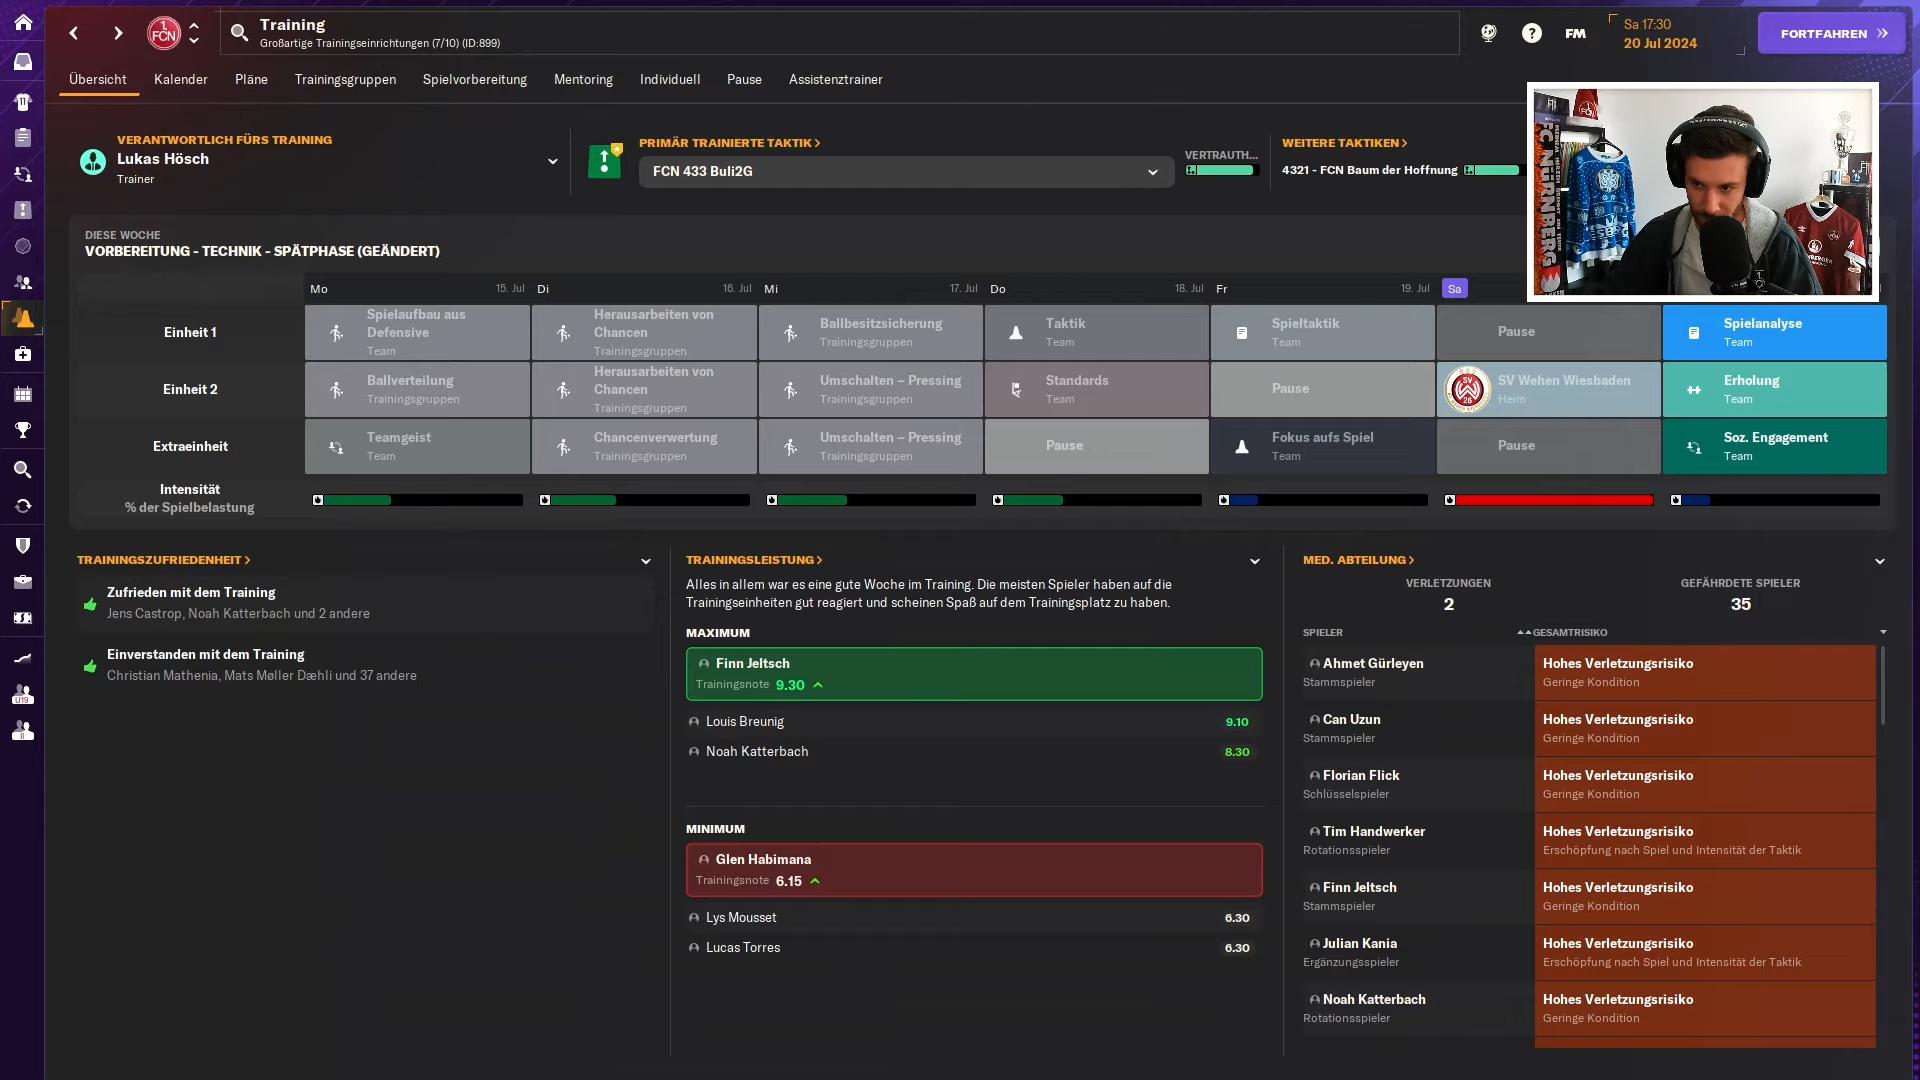 Training
Großartige Trainingseinrichtungen (7/10) (ID:899)
FM
Sa 17:30
20 Jul 2024
FORTFAHREN
Übersicht
Kalender
Pläne
Trainingsgruppen
Spielvorbereitung
Mentoring
Individuell
Pause
Assistenztrainer
VERANTWORTLICH FÜRS TRAINING
Lukas Hösch
Trainer
PRIMÄR TRAINIERTE TAKTIK
FCN 433 Buli2G
VERTRAUTH...
WEITERE TAKTIKEN
4321 - FCN Baum der Hoffnung
FC NÜRNBERG
DIESE WOCHE
VORBEREITUNG - TECHNIK - SPÄTPHASE (GEÄNDERT)
Mo 15. Jul Di 16. Jul Mi 17. Jul Do 18. Jul Fr 19. Jul Sa
Einheit 1
Spielaufbau aus Defensive
Team
Herausarbeiten von Chancen
Trainingsgruppen
Ballbesitzsicherung
Trainingsgruppen
Taktik
Team
Spieltaktik
Team
Pause
Spielanalyse
Team
Einheit 2
Ballverteilung
Trainingsgruppen
Herausarbeiten von Chancen
Trainingsgruppen
Umschalten – Pressing
Trainingsgruppen
Standards
Team
Pause
SV Wehen Wiesbaden
Heim
Erholung
Team
Extraeinheit
Teamgeist
Team
Chancenverwertung
Trainingsgruppen
Umschalten – Pressing
Trainingsgruppen
Pause
Fokus aufs Spiel
Team
Pause
Soz. Engagement
Team
Intensität
% der Spielbelastung
TRAININGSZUFRIEDENHEIT
Zufrieden mit dem Training
Jens Castrop, Noah Katterbach und 2 andere
Einverstanden mit dem Training
Christian Mathenia, Mats Møller Dæhli und 37 andere
TRAININGSLEISTUNG
Alles in allem war es eine gute Woche im Training. Die meisten Spieler haben auf die
Trainingseinheiten gut reagiert und scheinen Spaß auf dem Trainingsplatz zu haben.
MAXIMUM
Finn Jeltsch
Trainingsnote 9.30
Louis Breunig 9.10
Noah Katterbach 8.30
MINIMUM
Glen Habimana
Trainingsnote 6.15
Lys Mousset 6.30
Lucas Torres 6.30
MED. ABTEILUNG
VERLETZUNGEN
2
GEFÄHRDETE SPIELER
35
SPIELER GESAMTRISIKO
Ahmet Gürleyen
Stammspieler
Hohes Verletzungsrisiko
Geringe Kondition
Can Uzun
Stammspieler
Hohes Verletzungsrisiko
Geringe Kondition
Florian Flick
Schlüsselspieler
Hohes Verletzungsrisiko
Geringe Kondition
Tim Handwerker
Rotationsspieler
Hohes Verletzungsrisiko
Erschöpfung nach Spiel und Intensität der Taktik
Finn Jeltsch
Stammspieler
Hohes Verletzungsrisiko
Geringe Kondition
Julian Kania
Ergänzungsspieler
Hohes Verletzungsrisiko
Erschöpfung nach Spiel und Intensität der Taktik
Noah Katterbach
Rotationsspieler
Hohes Verletzungsrisiko
Geringe Kondition